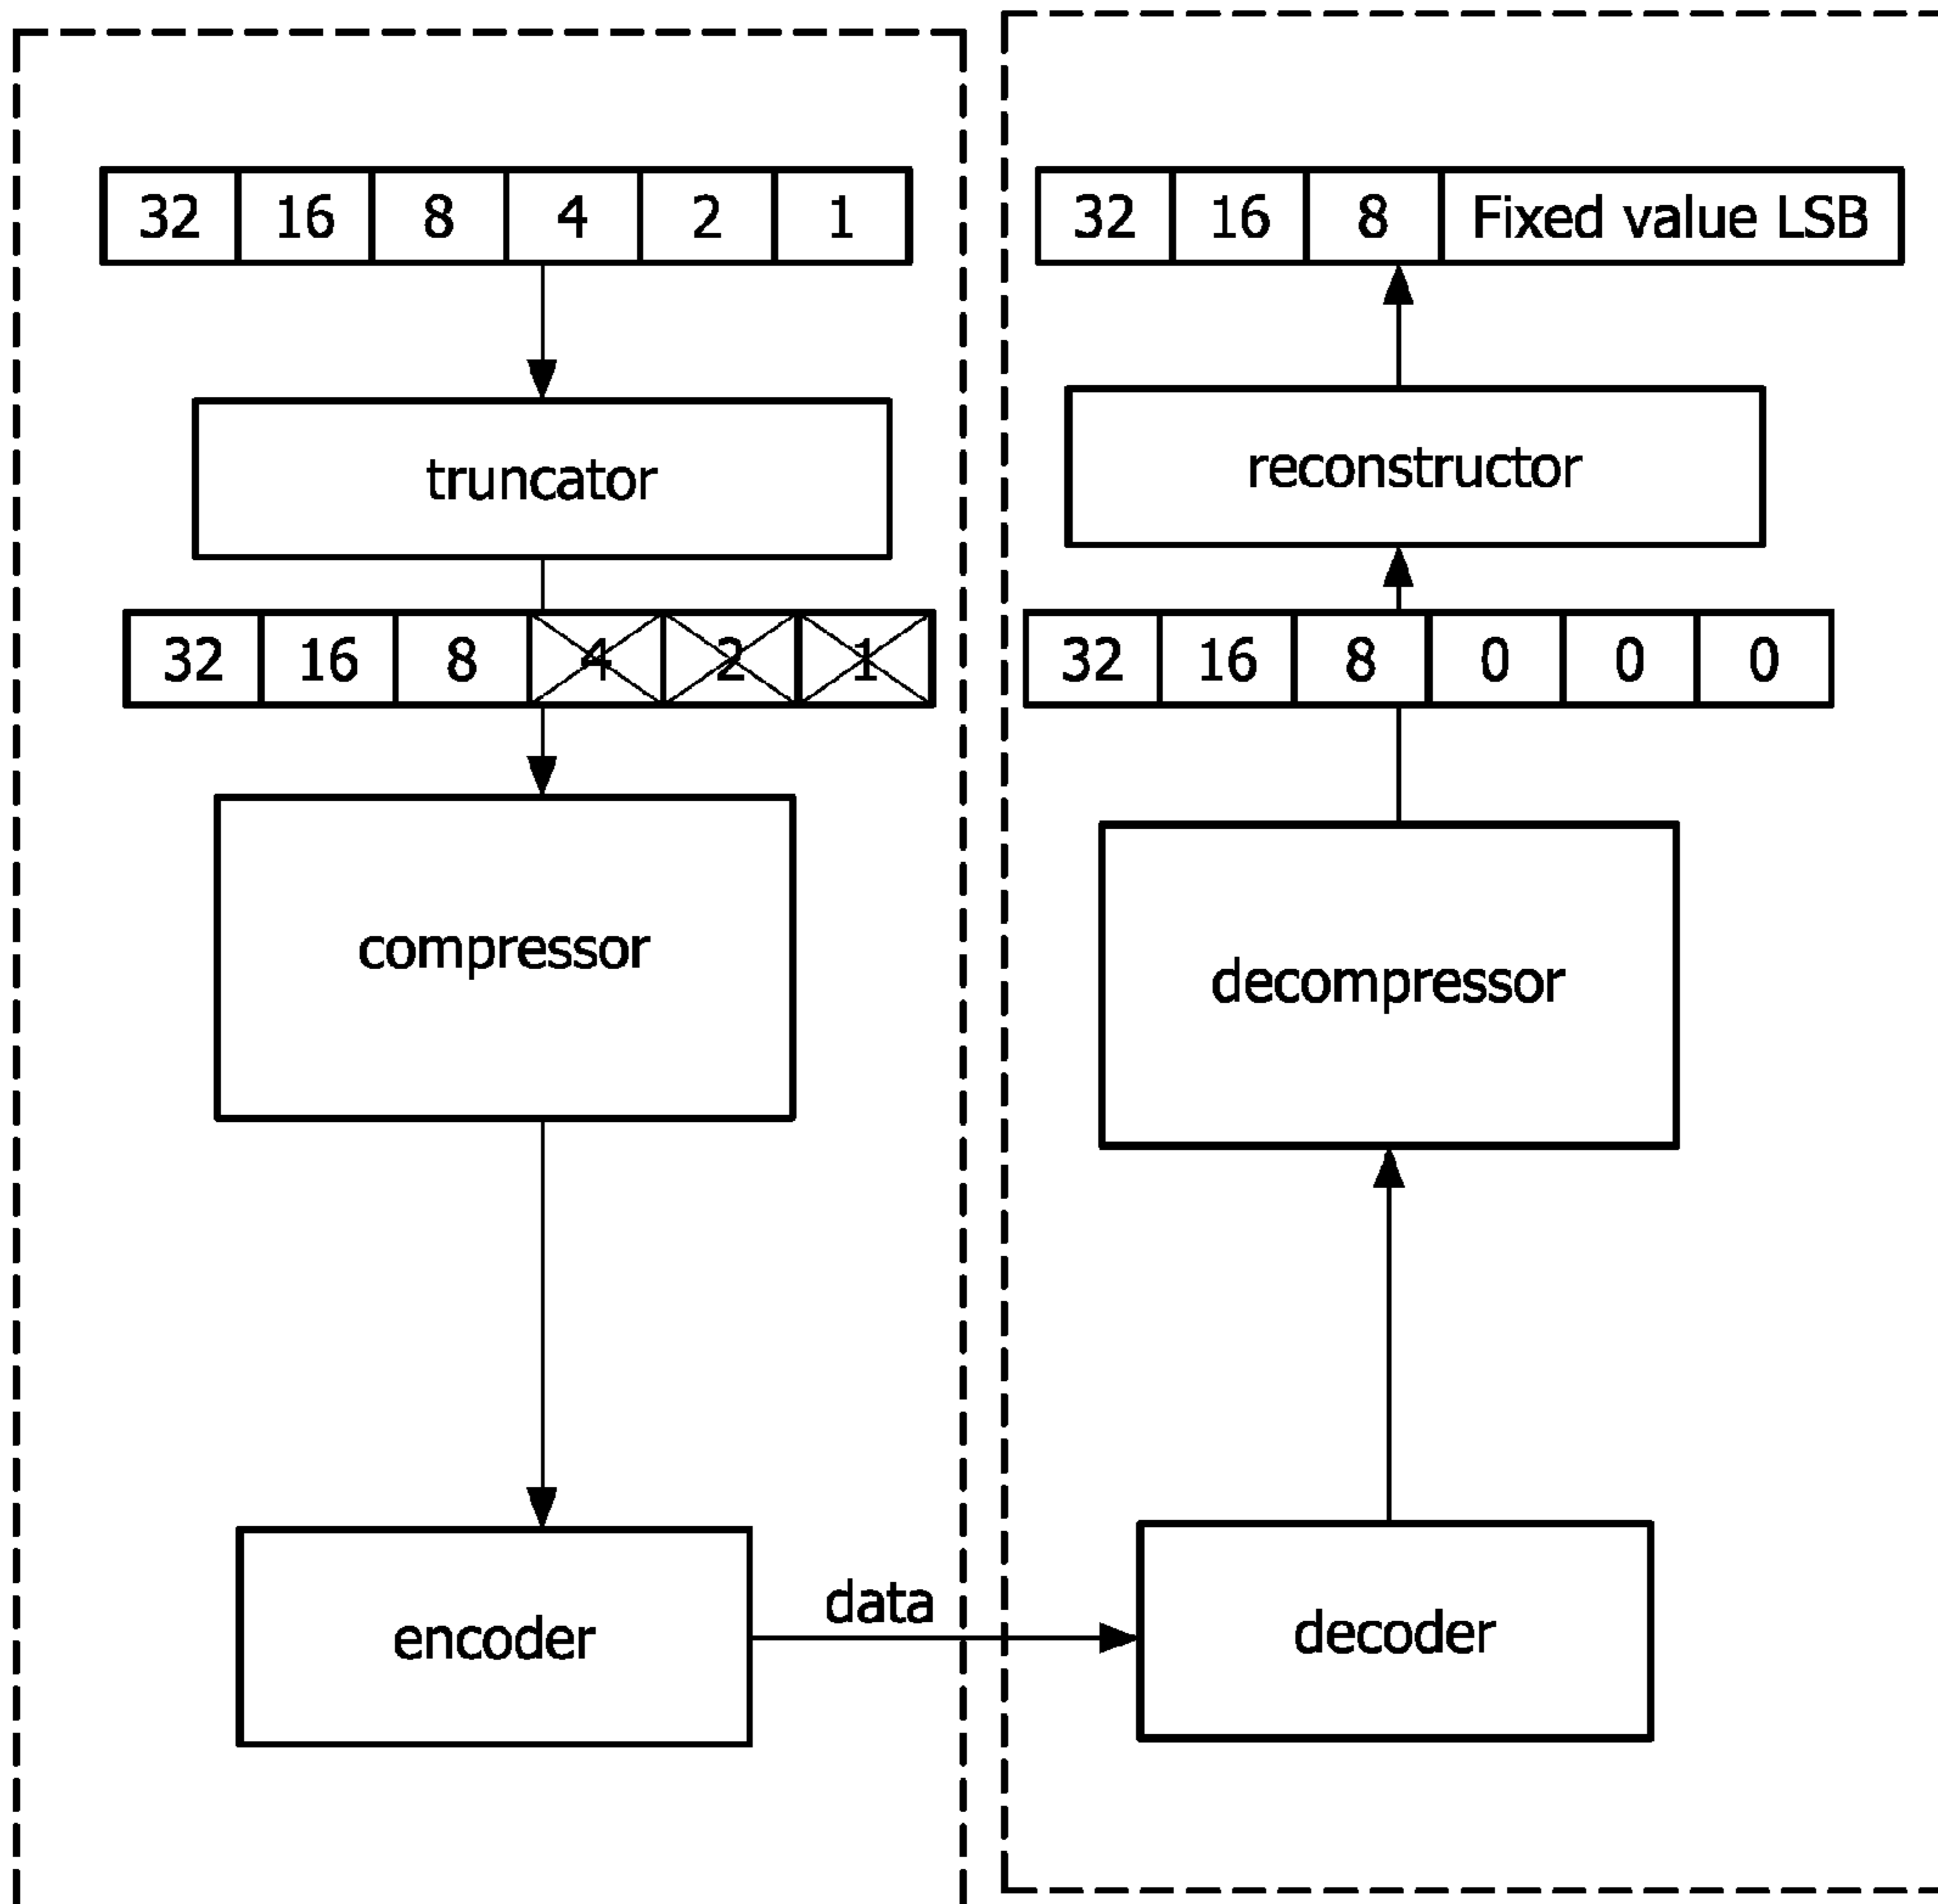 32 16 8 4 2 1
truncator
32 16 8 4 2 1
compressor
encoder
data
32 16 8 Fixed value LSB
reconstructor
32 16 8 0 0 0
decompressor
decoder